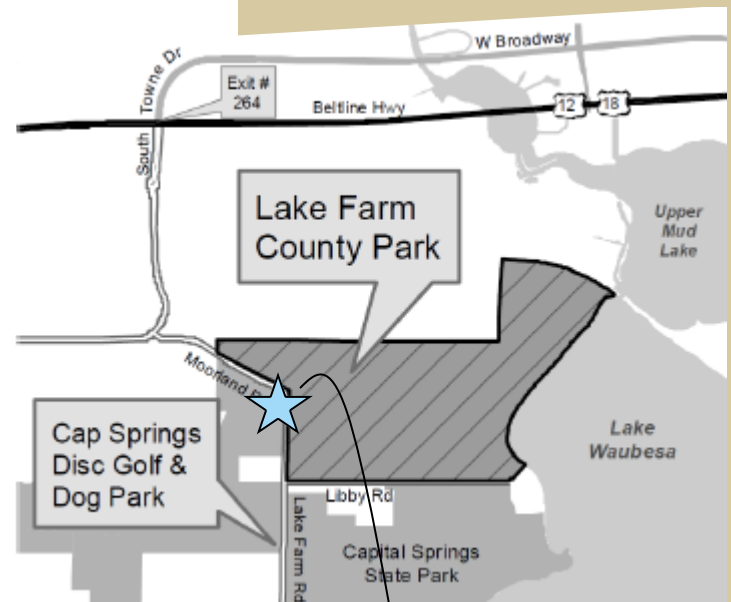 W Broadway
South Towne Dr
Exit #
264
Beltline Hwy
12
18
Lake Farm
County Park
Upper
Mud
Lake
Moorland
Cap Springs
Disc Golf &
Dog Park
Lake
Waubesa
Libby Rd
Lake Farm Rd
Capital Springs
State Park